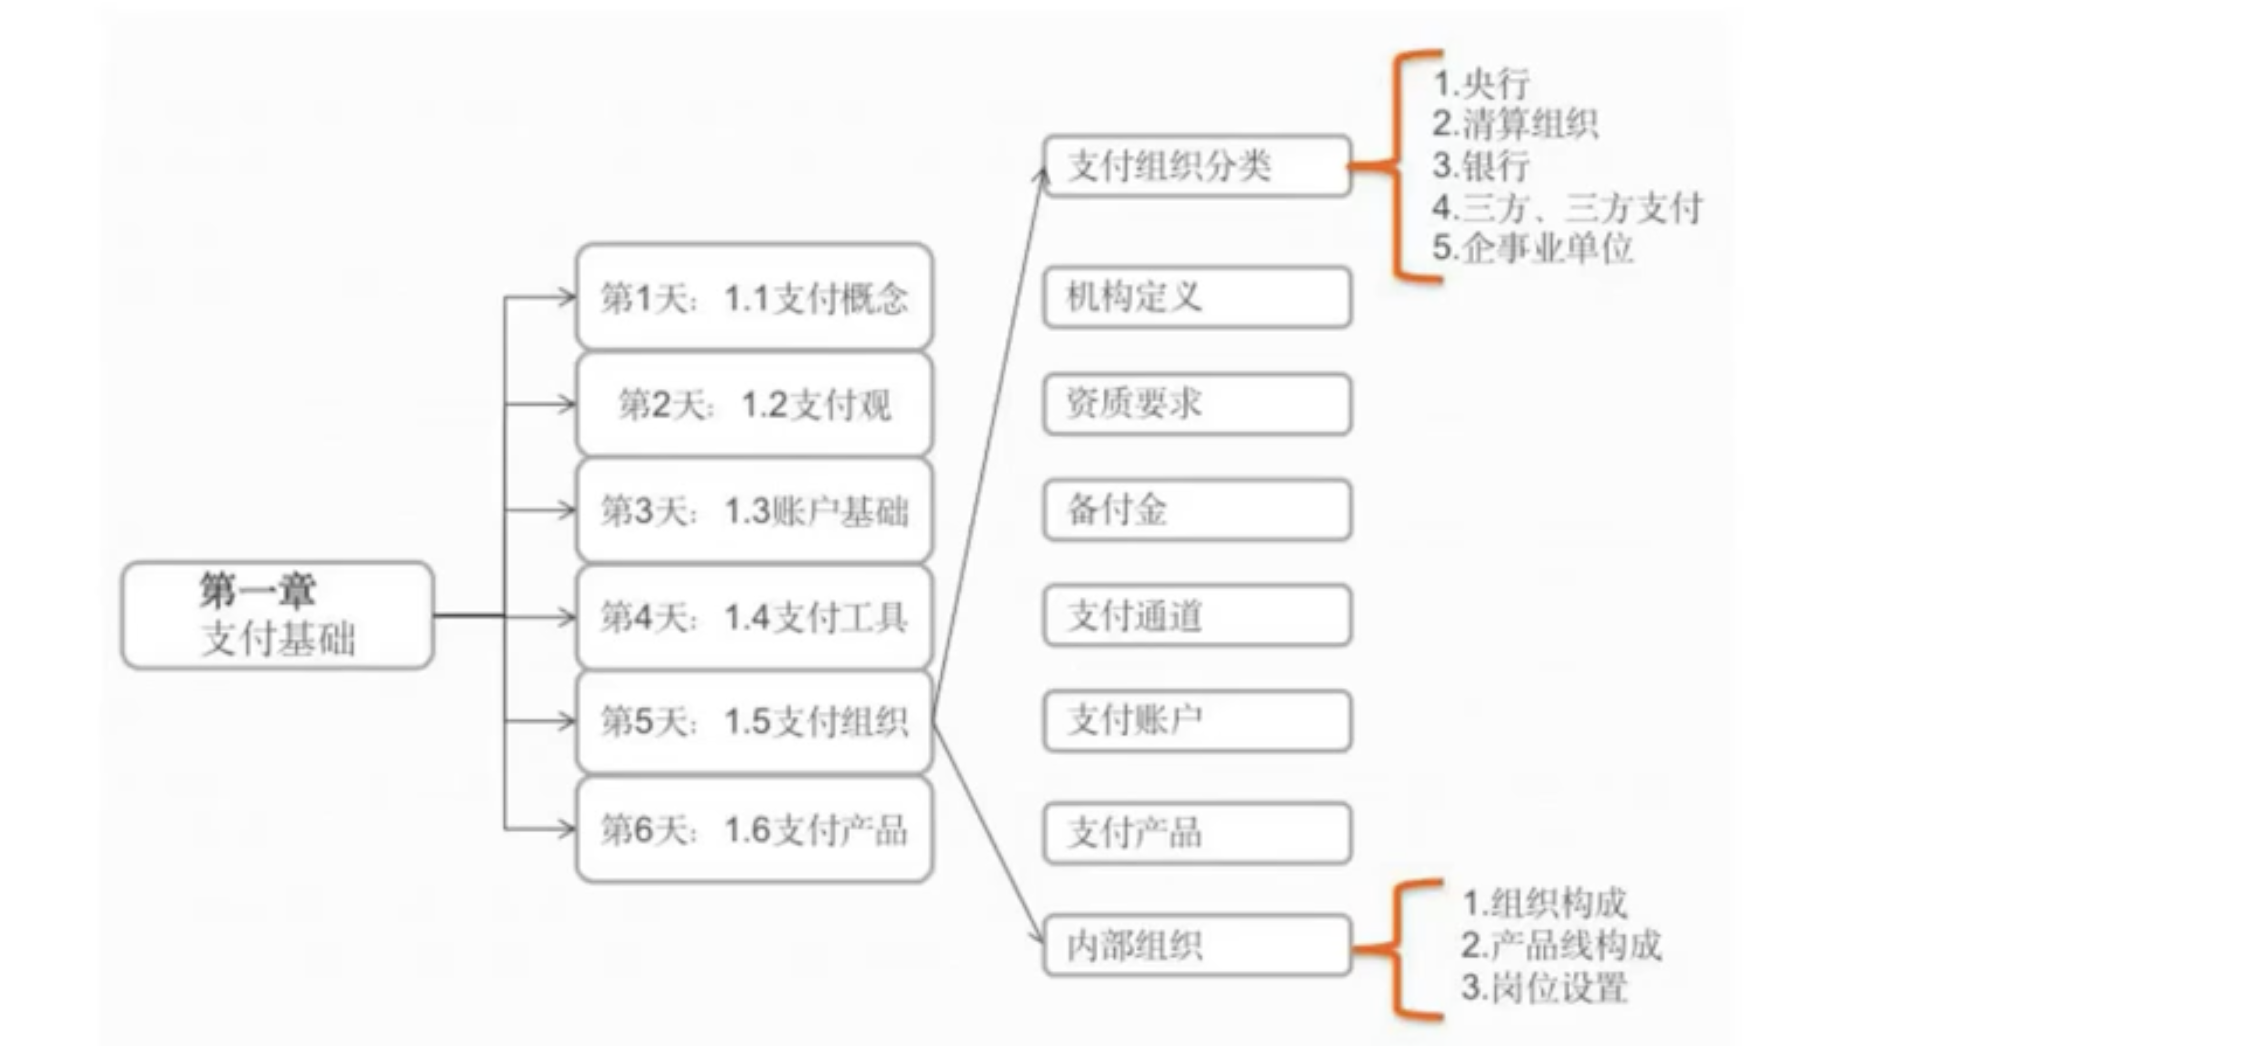 第一章
支付基础
第1天：1.1支付概念
第2天：1.2支付观
第3天：1.3账户基础
第4天：1.4支付工具
第5天：1.5支付组织
第6天：1.6支付产品
支付组织分类
1.央行
2.清算组织
3.银行
4.三方、三方支付
5.企事业单位
机构定义
资质要求
备付金
支付通道
支付账户
支付产品
内部组织
1.组织构成
2.产品线构成
3.岗位设置